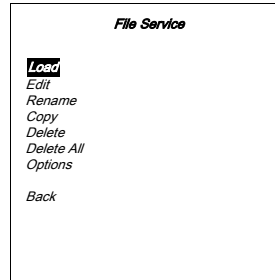 File Service
Load
Edit
Rename
Copy
Delete
Delete All
Options
Back